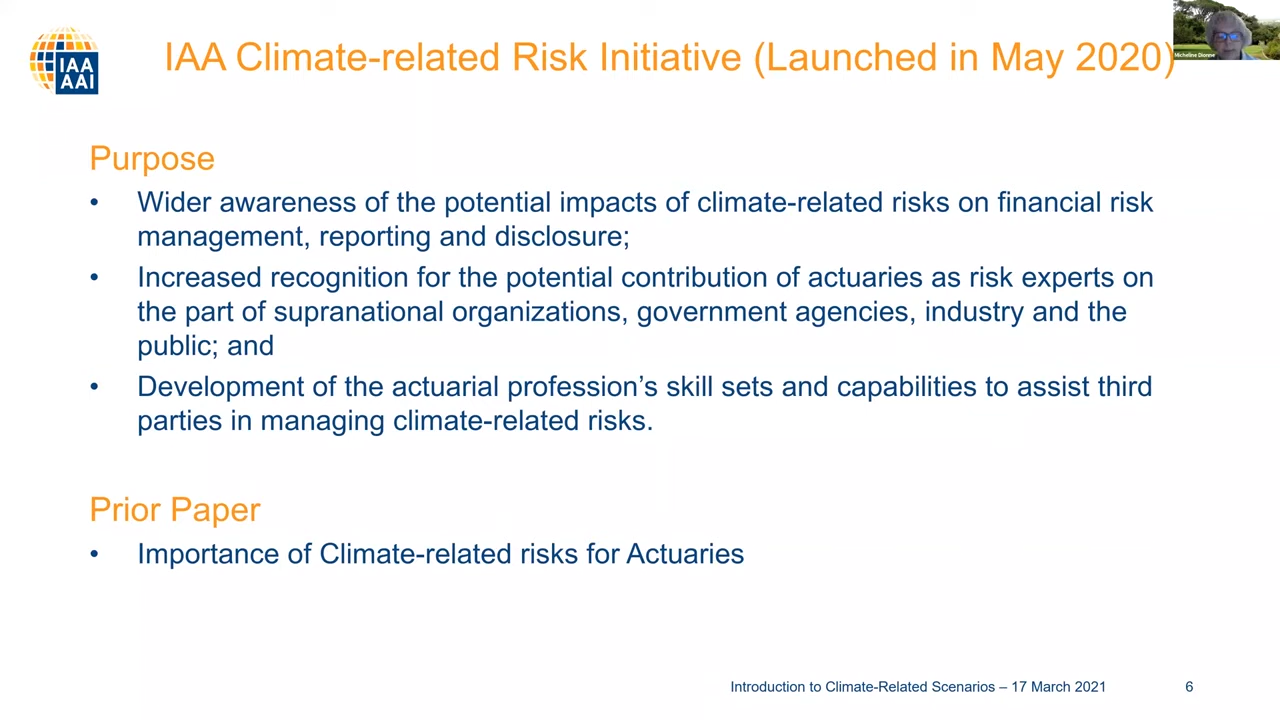 IAA
AAI
IAA Climate-related Risk Initiative (Launched in May 2020)
Micheline Dionne
Purpose
• Wider awareness of the potential impacts of climate-related risks on financial risk
management, reporting and disclosure;
• Increased recognition for the potential contribution of actuaries as risk experts on
the part of supranational organizations, government agencies, industry and the
public; and
• Development of the actuarial profession’s skill sets and capabilities to assist third
parties in managing climate-related risks.
Prior Paper
• Importance of Climate-related risks for Actuaries
Introduction to Climate-Related Scenarios – 17 March 2021 6